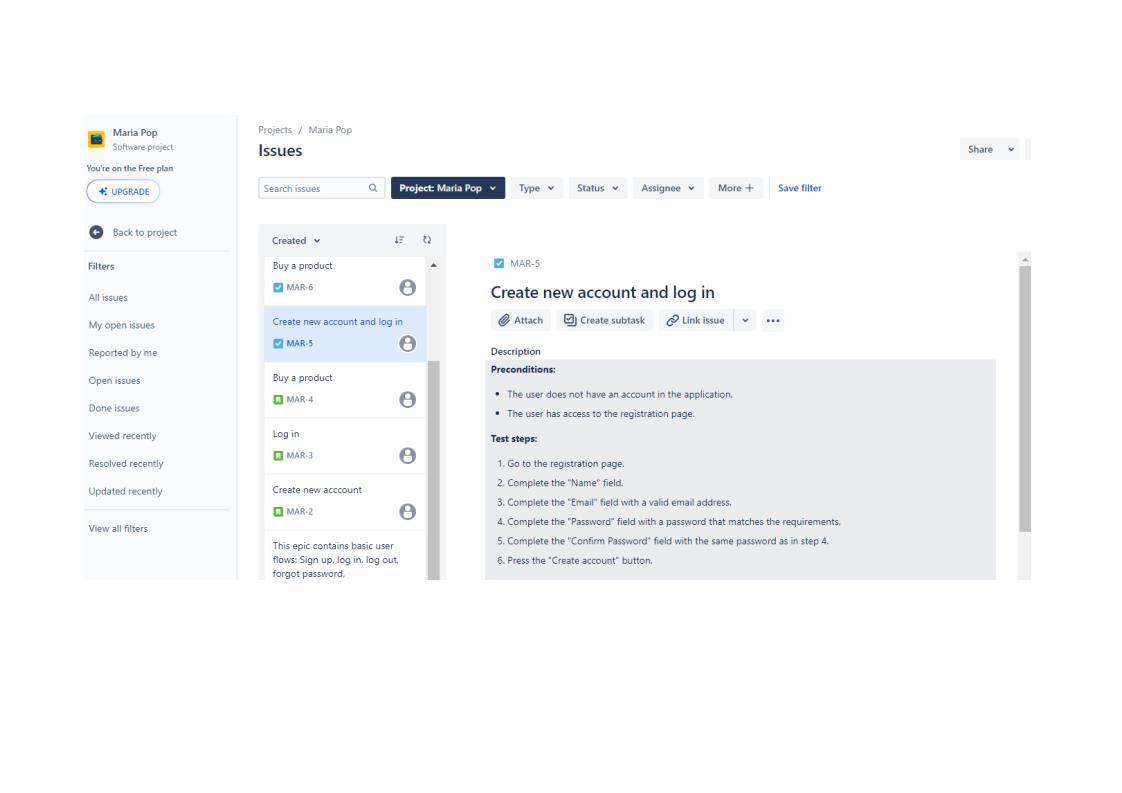 Maria Pop
Software project
You're on the Free plan
UPGRADE
Back to project
Filters
All issues
My open issues
Reported by me
Open issues
Done issues
Viewed recently
Resolved recently
Updated recently
View all filters
Projects / Maria Pop
Issues
Share
Search issues
Project: Maria Pop
Type
Status
Assignee
More +
Save filter
Created
Buy a product
MAR-6
Create new account and log in
MAR-5
Buy a product
MAR-4
Log in
MAR-3
Create new acccount
MAR-2
This epic contains basic user
flows: Sign up, log in, log out,
forgot password.
MAR-5
Create new account and log in
Attach
Create subtask
Link issue
Description
Preconditions:
• The user does not have an account in the application.
• The user has access to the registration page.
Test steps:
1. Go to the registration page.
2. Complete the "Name" field.
3. Complete the "Email" field with a valid email address.
4. Complete the "Password" field with a password that matches the requirements.
5. Complete the "Confirm Password" field with the same password as in step 4.
6. Press the "Create account" button.